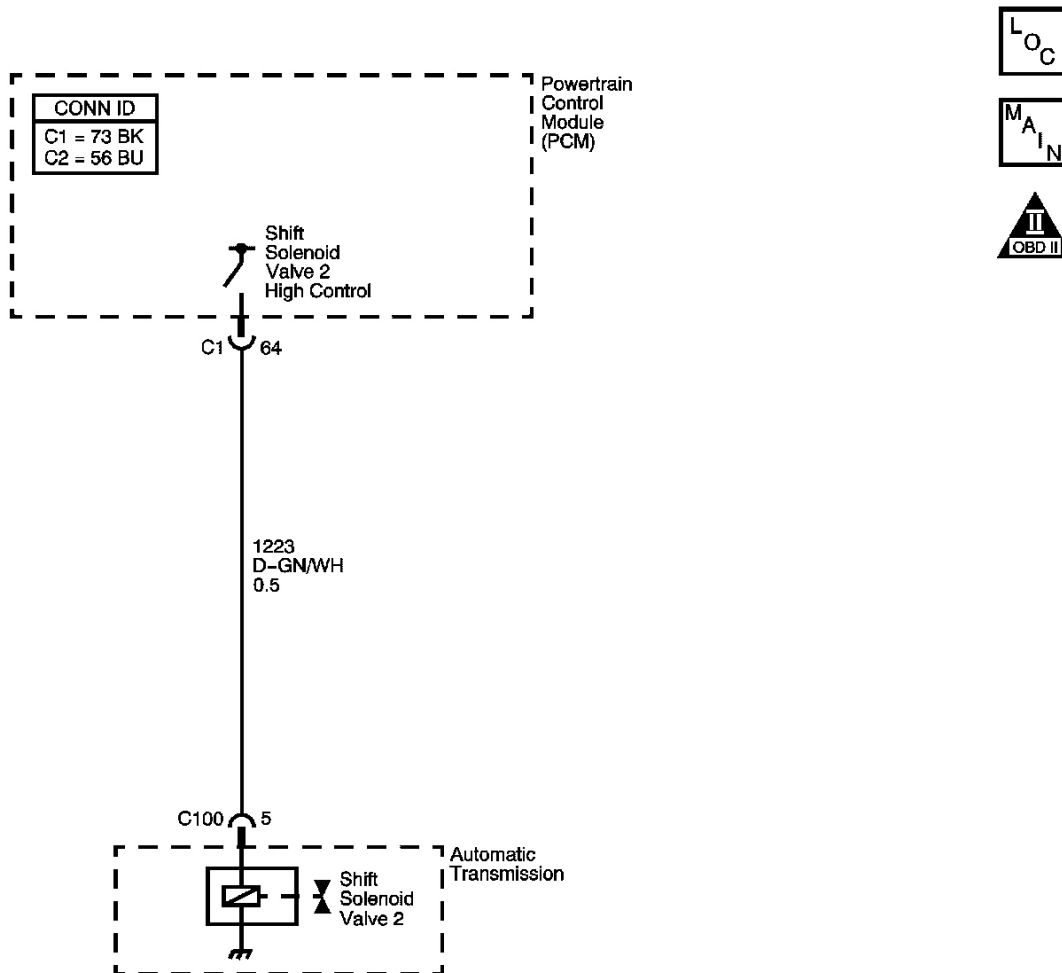 LOC
Powertrain
Control
Module
(PCM)
CONN ID
C1 = 73 BK
C2 = 56 BU
MAIN
II
OBD II
Shift
Solenoid
Valve 2
High Control
C1 64
1223
D-GN/WH
0.5
C100 5
Automatic
Transmission
Shift
Solenoid
Valve 2